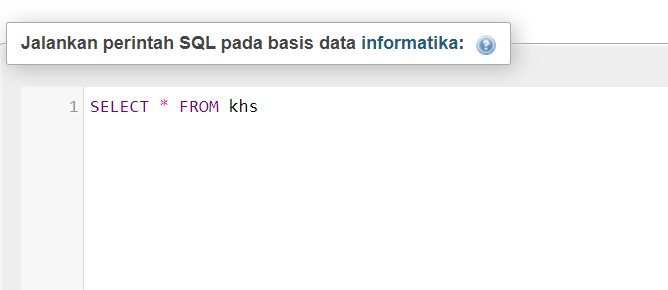 Jalankan perintah SQL pada basis data informatika:
1 SELECT * FROM khs